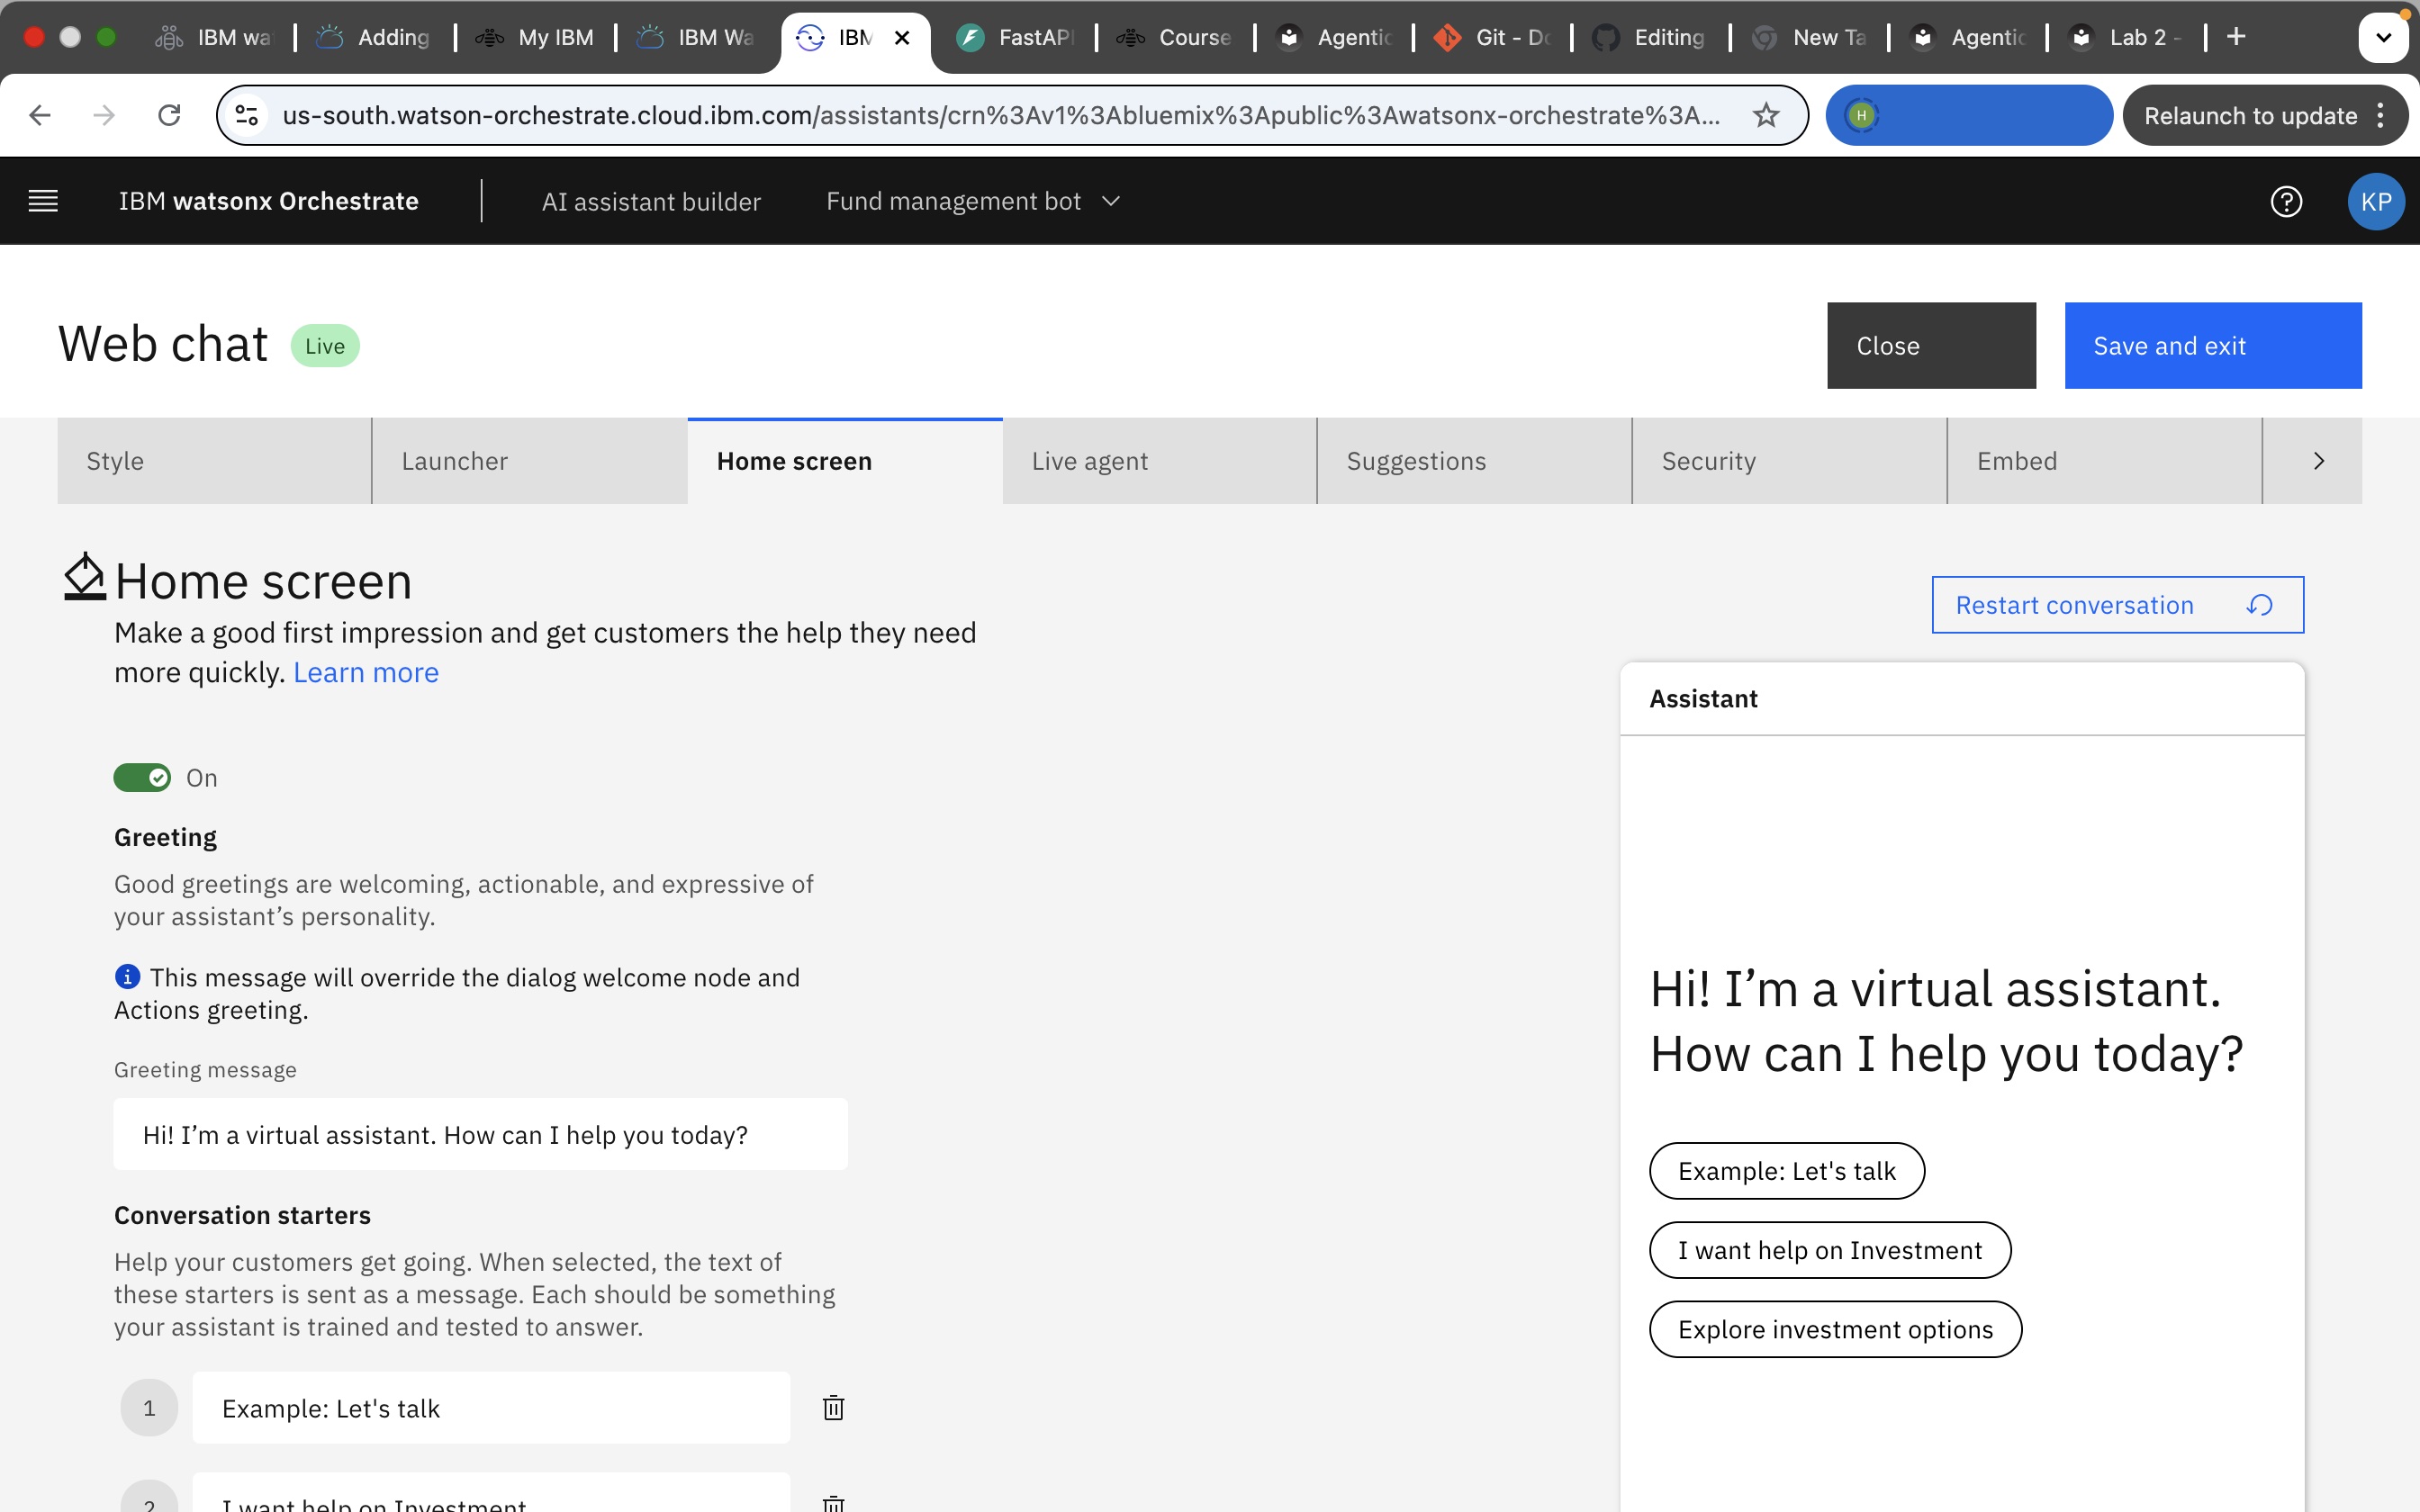 IBM wa
Adding
My IBM
IBM Wa
IBM
FastAPI
Course
Agentic
Git - Do
Editing
New Ta
Agentic
Lab 2 -
us-south.watson-orchestrate.cloud.ibm.com/assistants/crn%3Av1%3Abluemix%3Apublic%3Awatsonx-orchestrate%3A...
H
Relaunch to update
IBM watsonx Orchestrate
AI assistant builder
Fund management bot
KP
Web chat
Live
Close
Save and exit
Style
Launcher
Home screen
Live agent
Suggestions
Security
Embed
Home screen
Make a good first impression and get customers the help they need
more quickly. Learn more
On
Greeting
Good greetings are welcoming, actionable, and expressive of
your assistant’s personality.
This message will override the dialog welcome node and
Actions greeting.
Greeting message
Hi! I’m a virtual assistant. How can I help you today?
Conversation starters
Help your customers get going. When selected, the text of
these starters is sent as a message. Each should be something
your assistant is trained and tested to answer.
1
Example: Let's talk
2
I want help on Investment
Restart conversation
Assistant
Hi! I’m a virtual assistant.
How can I help you today?
Example: Let's talk
I want help on Investment
Explore investment options